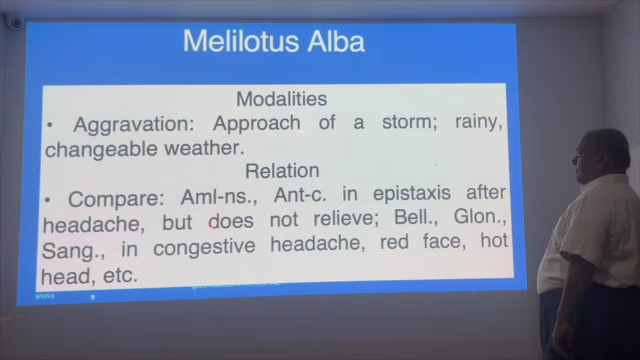 Melilotus Alba
Modalities
• Aggravation: Approach of a storm; rainy,
changeable weather.
Relation
• Compare: Aml-ns., Ant-c. in epistaxis after
headache, but does not relieve; Bell., Glon.,
Sang., in congestive headache, red face, hot
head, etc.